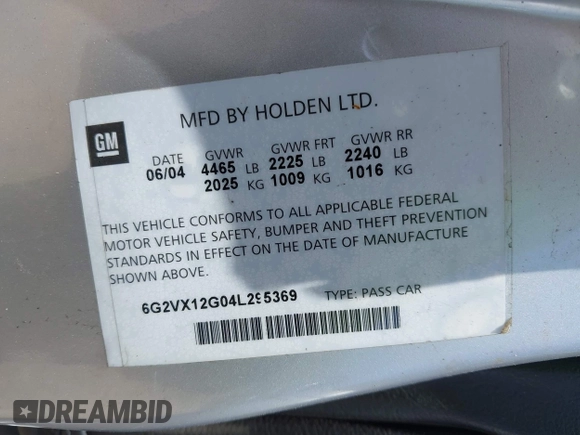 MFD BY HOLDEN LTD.
GM
DATE GVWR GVWR FRT GVWR RR
06/04 4465 LB 2225 LB 2240 LB
2025 KG 1009 KG 1016 KG
THIS VEHICLE CONFORMS TO ALL APPLICABLE FEDERAL
MOTOR VEHICLE SAFETY, BUMPER AND THEFT PREVENTION
STANDARDS IN EFFECT ON THE DATE OF MANUFACTURE
SHOWN ABOVE.
6G2VX12G04L295369 TYPE: PASS CAR
DREAMBID